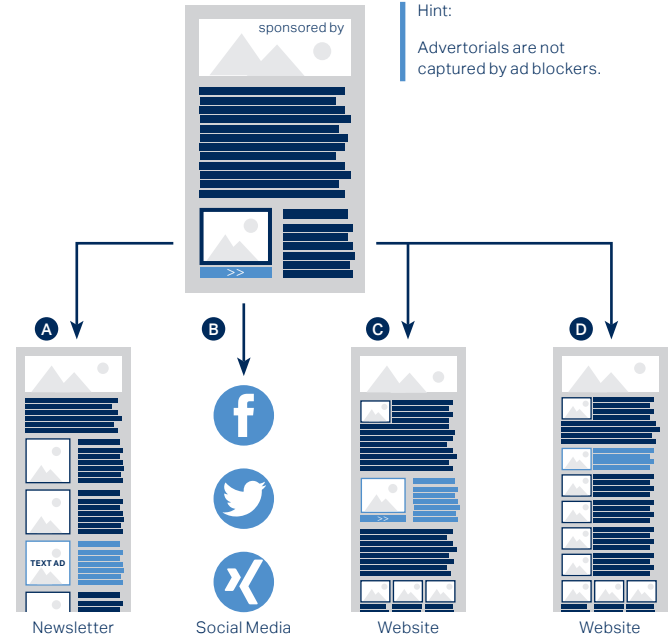 sponsored by
Hint:
Advertorials are not
captured by ad blockers.
>>
A
B
C
D
>>
TEXT AD
Newsletter
Social Media
Website
Website